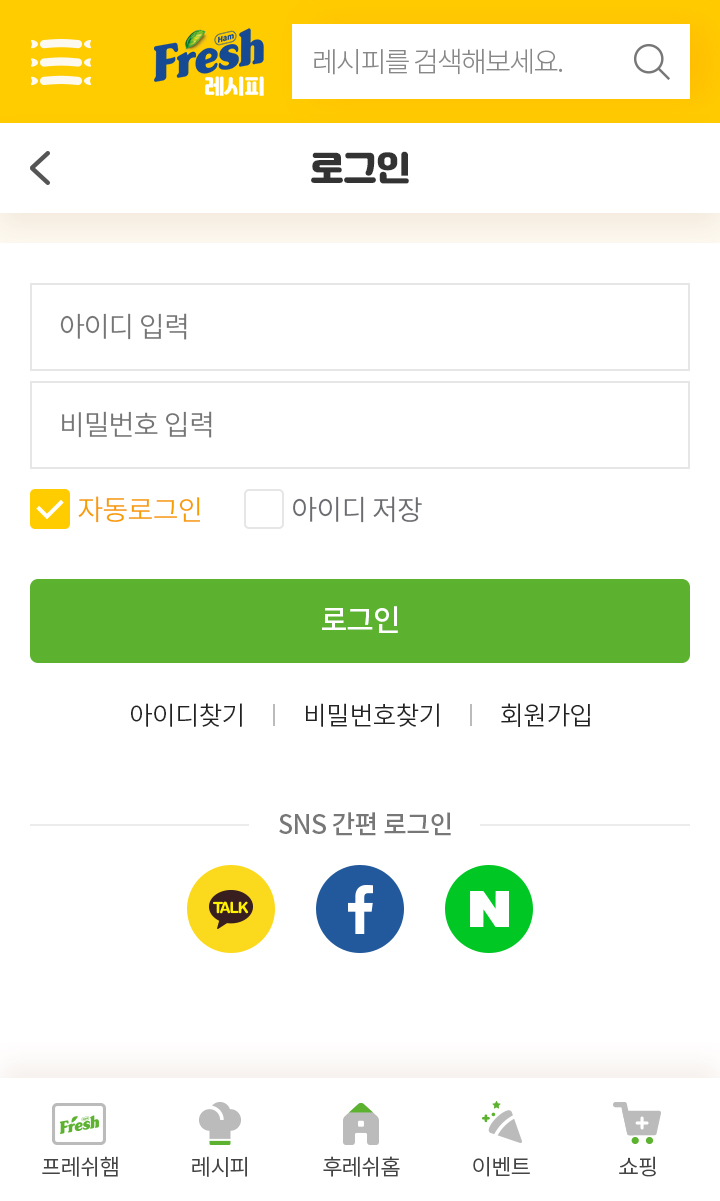 Ham
Fresh
레시피
레시피를 검색해보세요.
로그인
아이디 입력
비밀번호 입력
자동로그인 아이디 저장
로그인
아이디찾기 비밀번호찾기 회원가입
SNS 간편 로그인
TALK f N
Fresh
프레쉬햄 레시피 후레쉬홈 이벤트 쇼핑